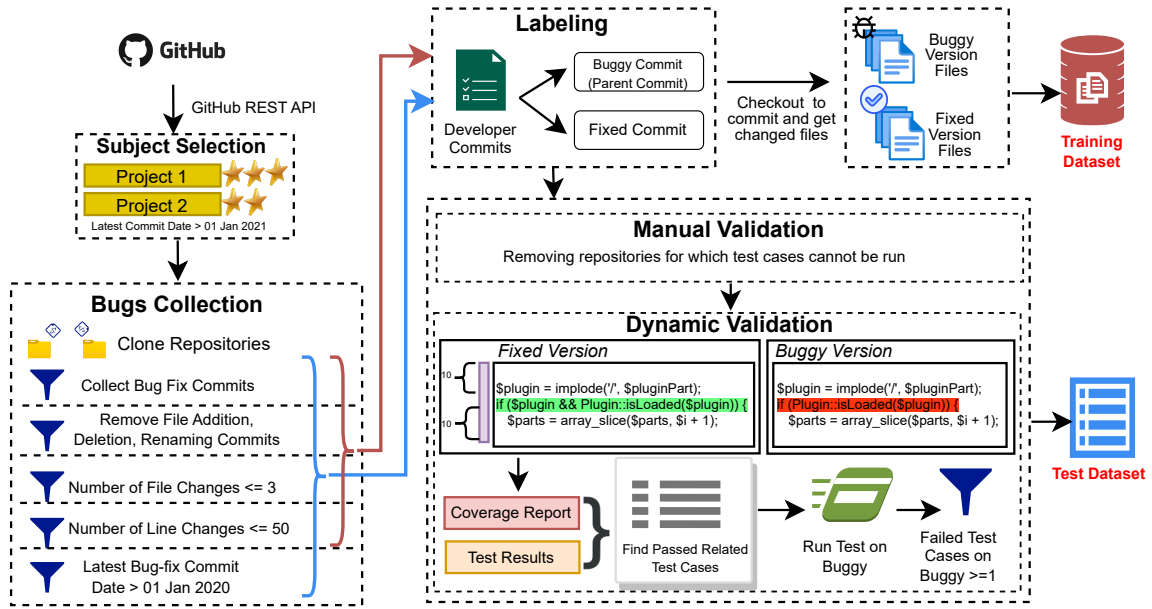 GitHub
GitHub REST API
Subject Selection
Project 1
Project 2
Latest Commit Date > 01 Jan 2021
Bugs Collection
Clone Repositories
Collect Bug Fix Commits
Remove File Addition,
Deletion, Renaming Commits
Number of File Changes <= 3
Number of Line Changes <= 50
Latest Bug-fix Commit
Date > 01 Jan 2020
Labeling
Developer
Commits
Buggy Commit
(Parent Commit)
Fixed Commit
Checkout to
commit and get
changed files
Buggy
Version
Files
Fixed
Version
Files
Training
Dataset
Manual Validation
Removing repositories for which test cases cannot be run
Dynamic Validation
Fixed Version
10
10
$plugin = implode('/', $pluginPart);
if ($plugin && Plugin::isLoaded($plugin)) {
$parts = array_slice($parts, $i + 1);
Buggy Version
$plugin = implode('/', $pluginPart);
if (Plugin::isLoaded($plugin)) {
$parts = array_slice($parts, $i + 1);
Coverage Report
Test Results
Find Passed Related
Test Cases
Run Test on
Buggy
Failed Test
Cases on
Buggy >=1
Test Dataset